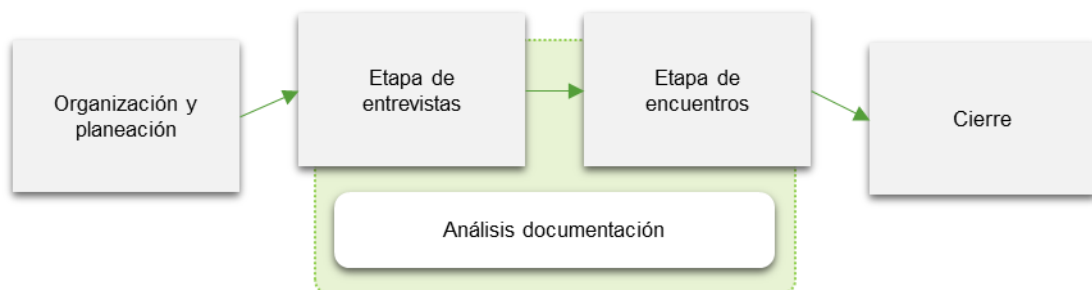 Organización y
planeación
Etapa de
entrevistas
Etapa de
encuentros
Cierre
Análisis documentación